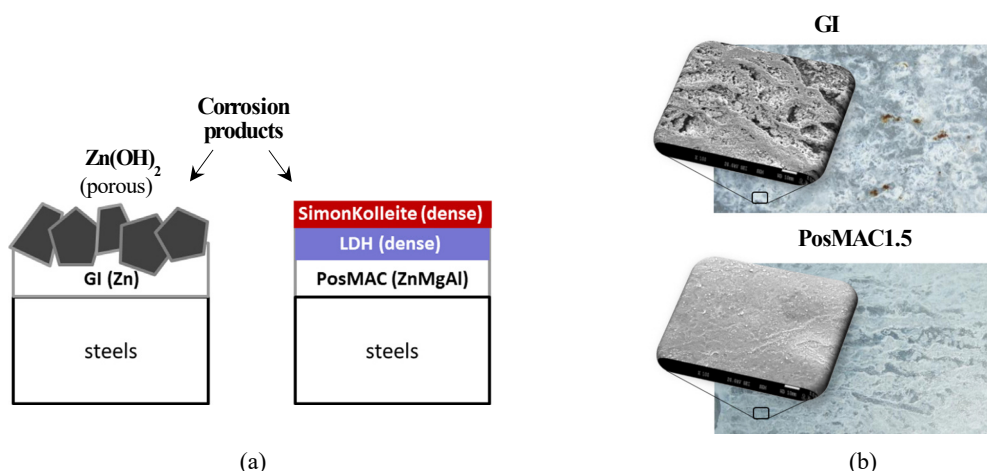 Corrosion
products
Zn(OH)2
(porous)
GI (Zn)
steels
SimonKolleite (dense)
LDH (dense)
PosMAC (ZnMgAl)
steels
(a)
GI
PosMAC1.5
(b)